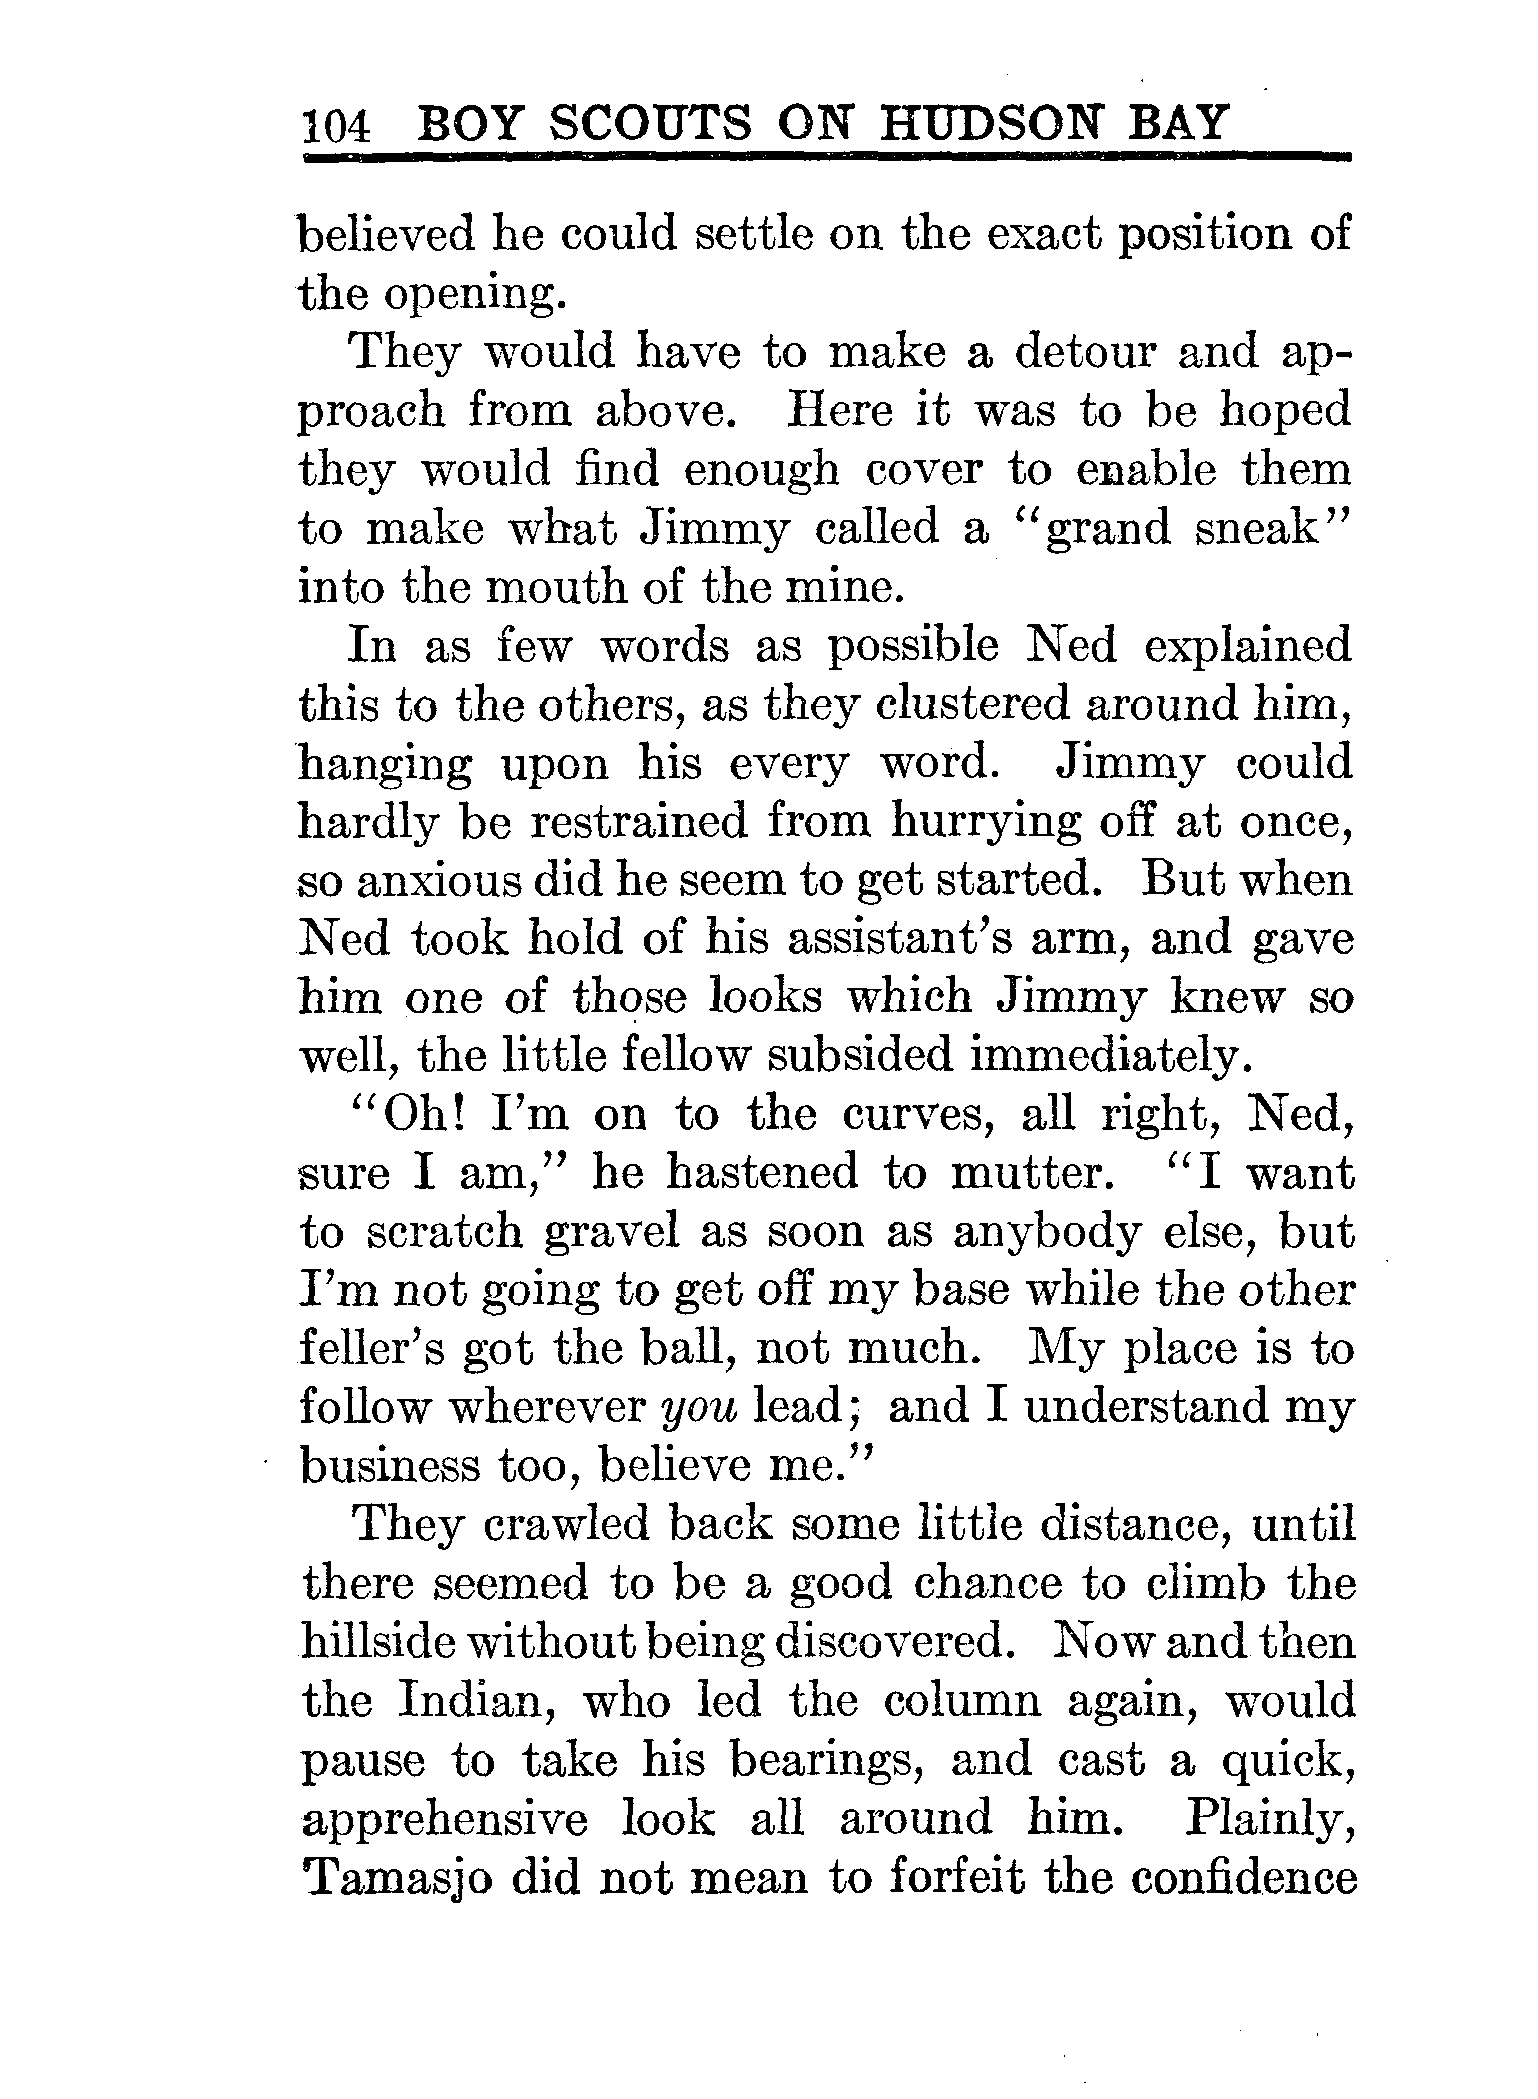 104 BOY SCOUTS ON HUDSON BAY
believed he could settle on the exact position of
the opening.
They would have to make a detour and ap-
proach from above. Here it was to be hoped
they would find enough cover to enable them
to make what Jimmy called a "grand sneak"
into the mouth of the mine.
In as few words as possible Ned explained
this to the others, as they clustered around him,
hanging upon his every word. Jimmy could
hardly be restrained from hurrying off at once,
so anxious did he seem to get started. But when
Ned took hold of his assistant's arm, and gave
him one of those looks which Jimmy knew so
well, the little fellow subsided immediately.
"Oh! I'm on to the curves, all right, Ned,
sure I am," he hastened to mutter. "I want
to scratch gravel as soon as anybody else, but
I'm not going to get off my base while the other
feller's got the ball, not much. My place is to
follow wherever you lead; and I understand my
business too, believe me."
They crawled back some little distance, until
there seemed to be a good chance to climb the
hillside without being discovered. Now and then
the Indian, who led the column again, would
pause to take his bearings, and cast a quick,
apprehensive look all around him. Plainly,
Tamasjo did not mean to forfeit the confidence